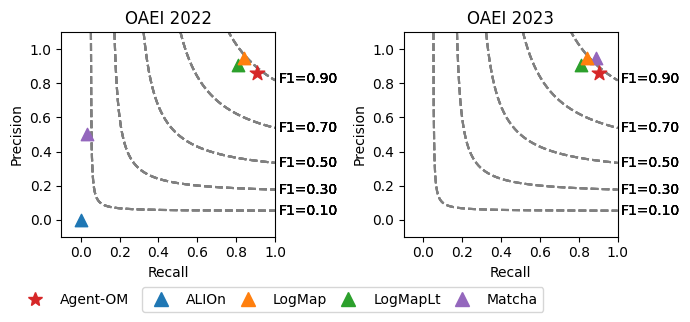 OAEI 2022
Precision
1.0
0.8
0.6
0.4
0.2
0.0
F1=0.90
F1=0.70
F1=0.50
F1=0.30
F1=0.10
0.0 0.2 0.4 0.6 0.8 1.0
Recall
OAEI 2023
Precision
1.0
0.8
0.6
0.4
0.2
0.0
F1=0.90
F1=0.70
F1=0.50
F1=0.30
F1=0.10
0.0 0.2 0.4 0.6 0.8 1.0
Recall
Agent-OM ALIOn LogMap LogMapLt Matcha